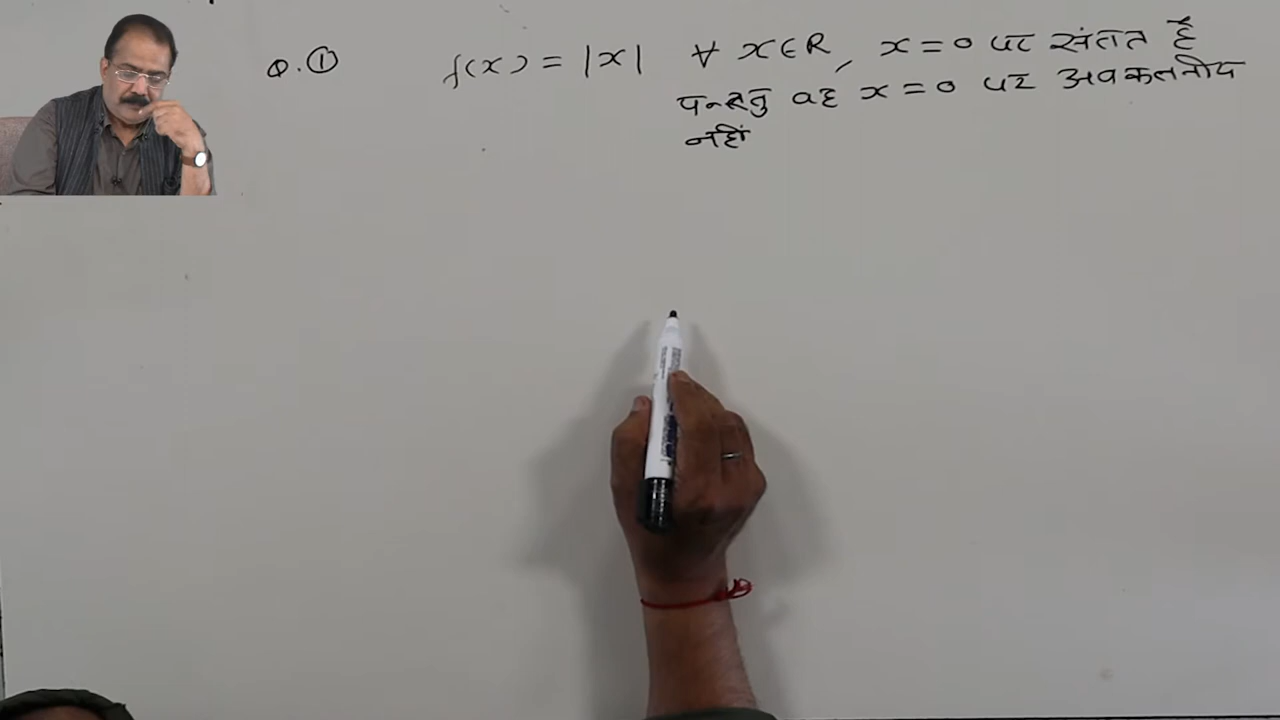 Q.① f(x) = |x| ∀ x∈R, x=0 पर संतत है
परन्तु वह x=0 पर अवकलनीय
नहीं